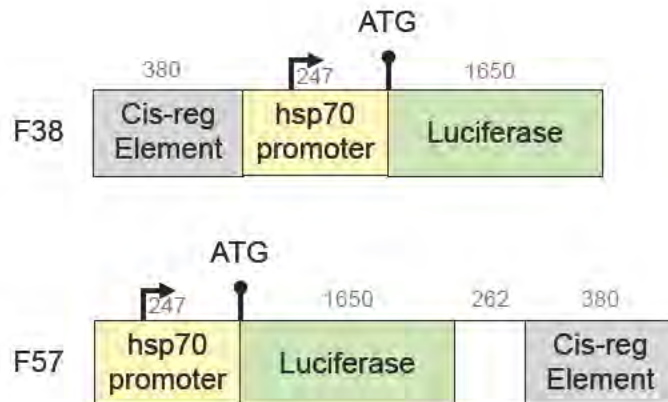 ATG
380 247 1650
F38
Cis-reg
Element
hsp70
promoter
Luciferase
ATG
247 1650 262 380
F57
hsp70
promoter
Luciferase
Cis-reg
Element